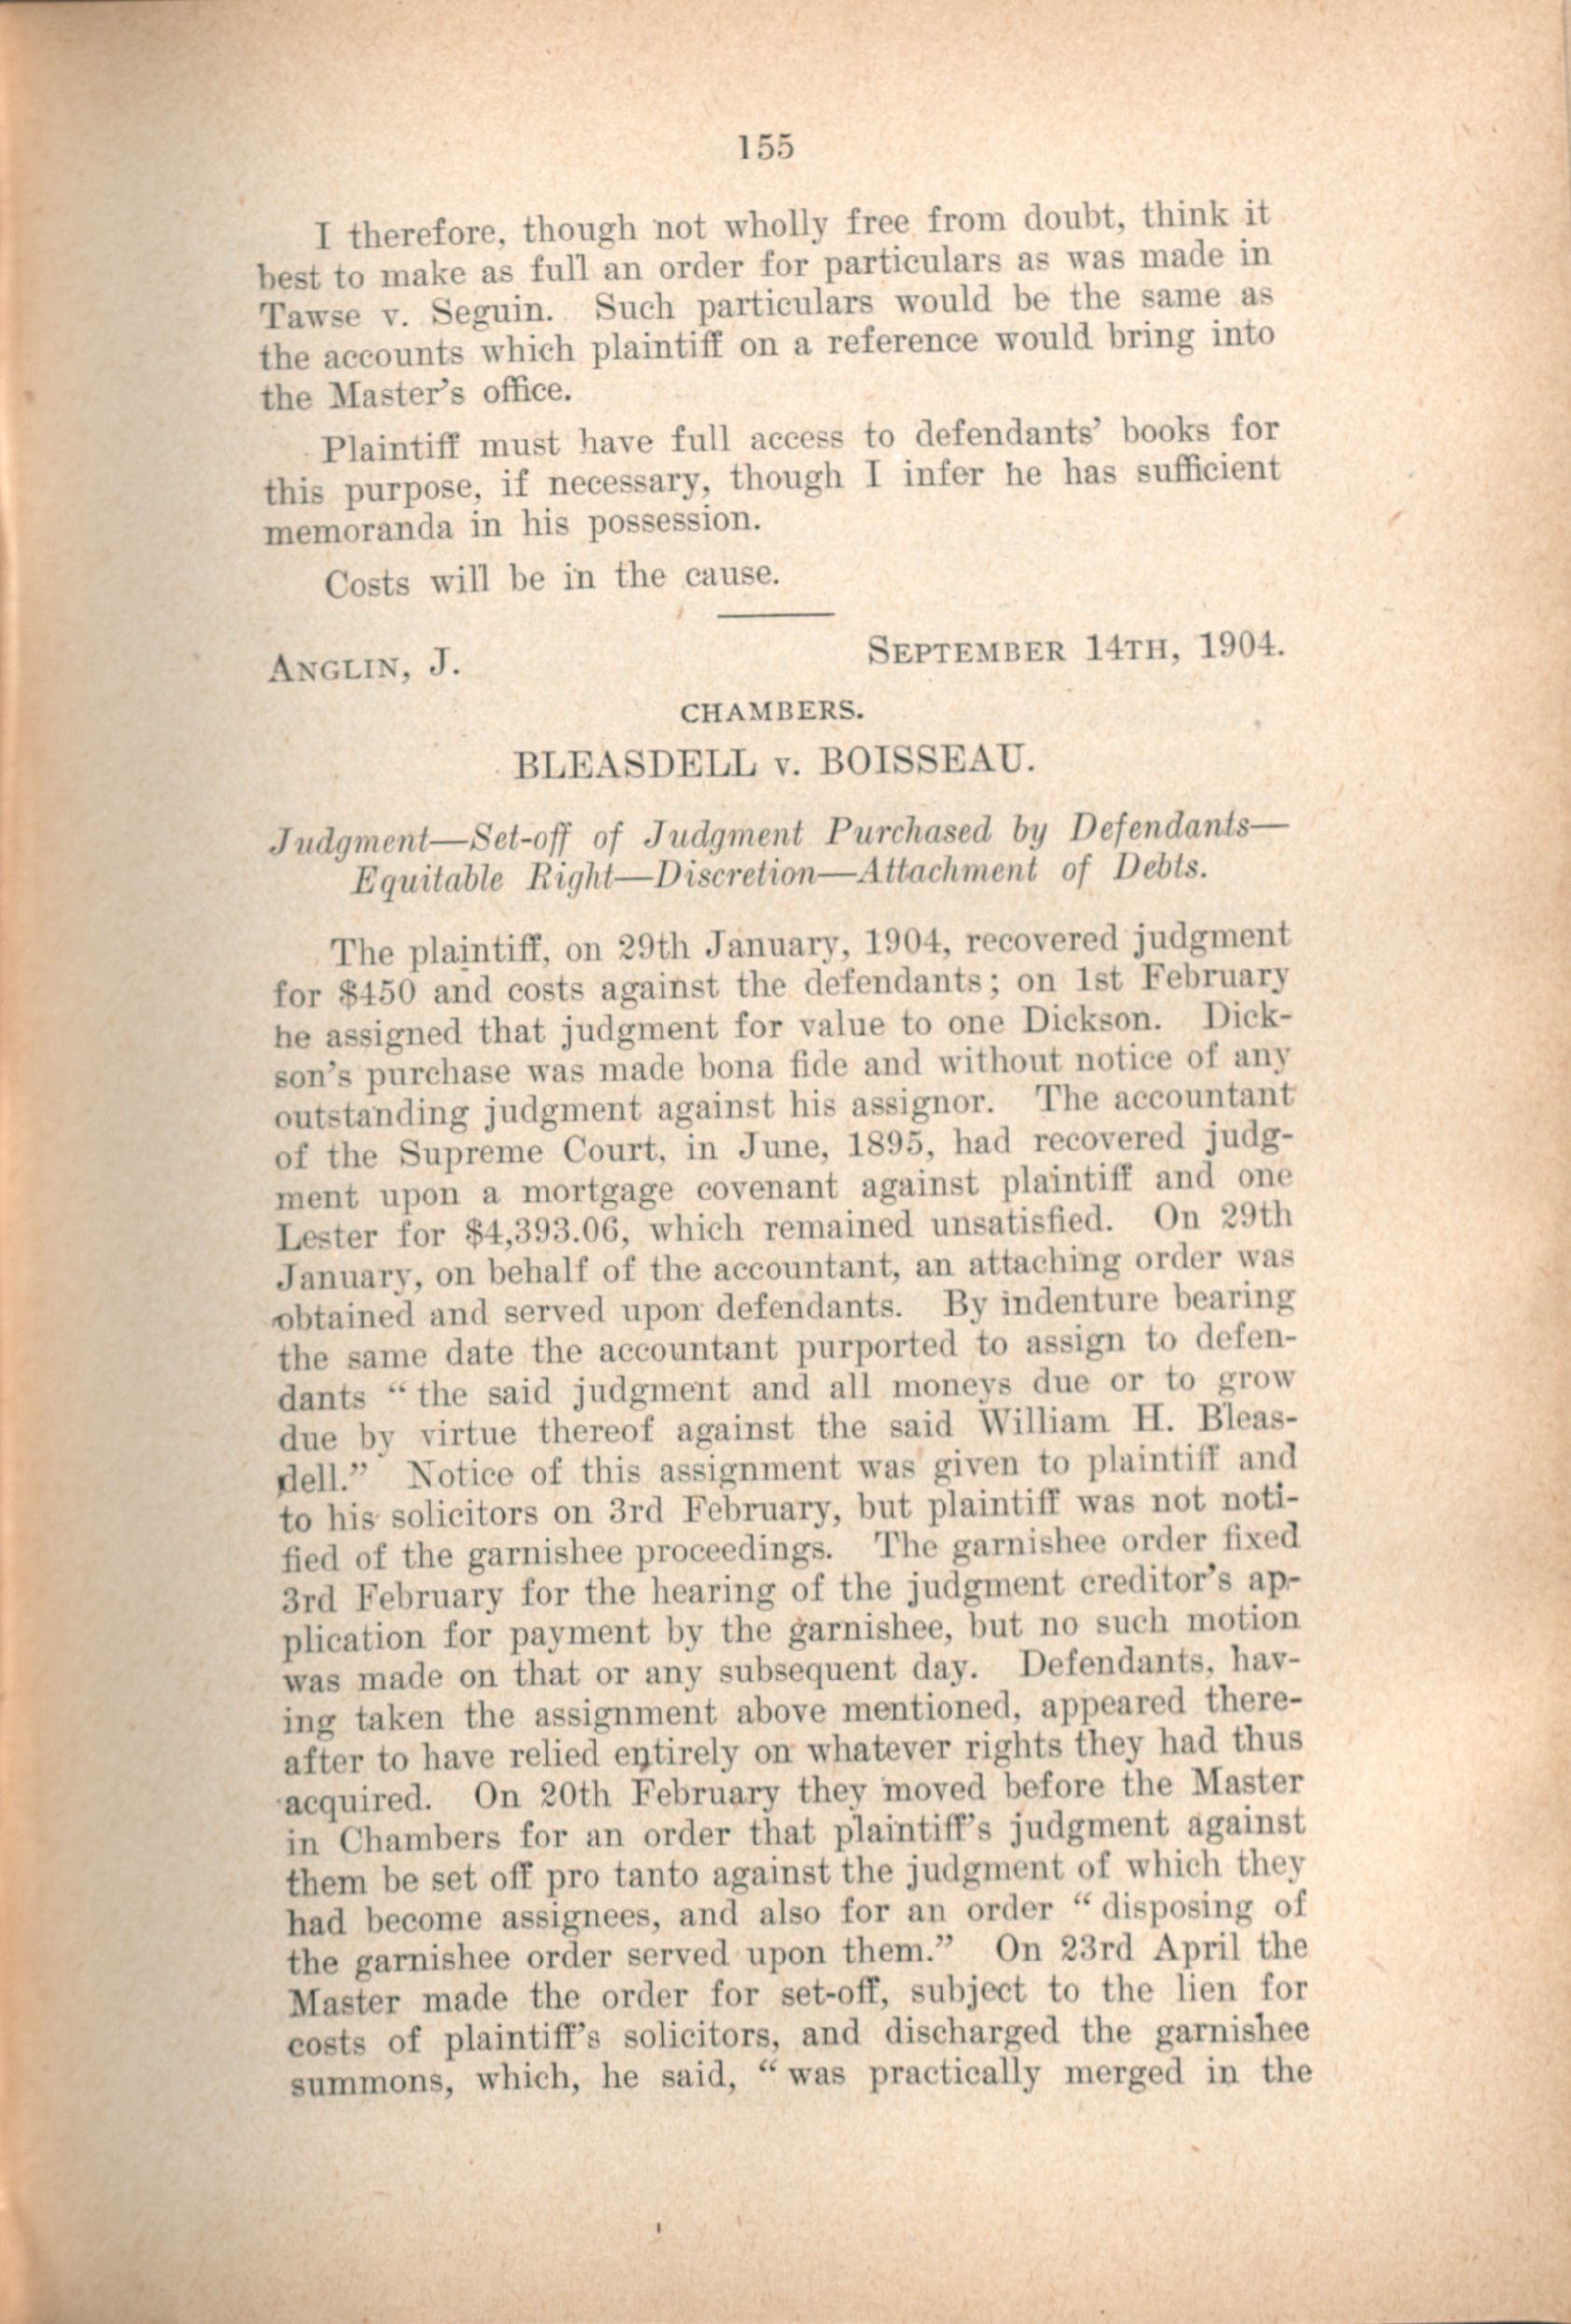 155
I therefore, though not wholly free from doubt, think it
best to make as full an order for particulars as was made in
Tawse v. Seguin. Such particulars would be the same as
the accounts which plaintiff on a reference would bring into
the Master's office.
Plaintiff must have full access to defendants' books for
this purpose, if necessary, though I infer he has sufficient
memoranda in his possession.
Costs will be in the cause.
ANGLIN, J. SEPTEMBER 14TH, 1904.
CHAMBERS.
BLEASDELL v. BOISSEAU.
Judgment—Set-off of Judgment Purchased by Defendants—
Equitable Right—Discretion—Attachment of Debts.
The plaintiff, on 29th January, 1904, recovered judgment
for $450 and costs against the defendants; on 1st February
he assigned that judgment for value to one Dickson. Dick-
son's purchase was made bona fide and without notice of any
outstanding judgment against his assignor. The accountant
of the Supreme Court, in June, 1895, had recovered judg-
ment upon a mortgage covenant against plaintiff and one
Lester for $4,393.06, which remained unsatisfied. On 29th
January, on behalf of the accountant, an attaching order was
obtained and served upon defendants. By indenture bearing
the same date the accountant purported to assign to defen-
dants "the said judgment and all moneys due or to grow
due by virtue thereof against the said William H. Bleas-
dell." Notice of this assignment was given to plaintiff and
to his solicitors on 3rd February, but plaintiff was not noti-
fied of the garnishee proceedings. The garnishee order fixed
3rd February for the hearing of the judgment creditor's ap-
plication for payment by the garnishee, but no such motion
was made on that or any subsequent day. Defendants, hav-
ing taken the assignment above mentioned, appeared there-
after to have relied entirely on whatever rights they had thus
acquired. On 20th February they moved before the Master
in Chambers for an order that plaintiff's judgment against
them be set off pro tanto against the judgment of which they
had become assignees, and also for an order "disposing of
the garnishee order served upon them." On 23rd April the
Master made the order for set-off, subject to the lien for
costs of plaintiff's solicitors, and discharged the garnishee
summons, which, he said, "was practically merged in the